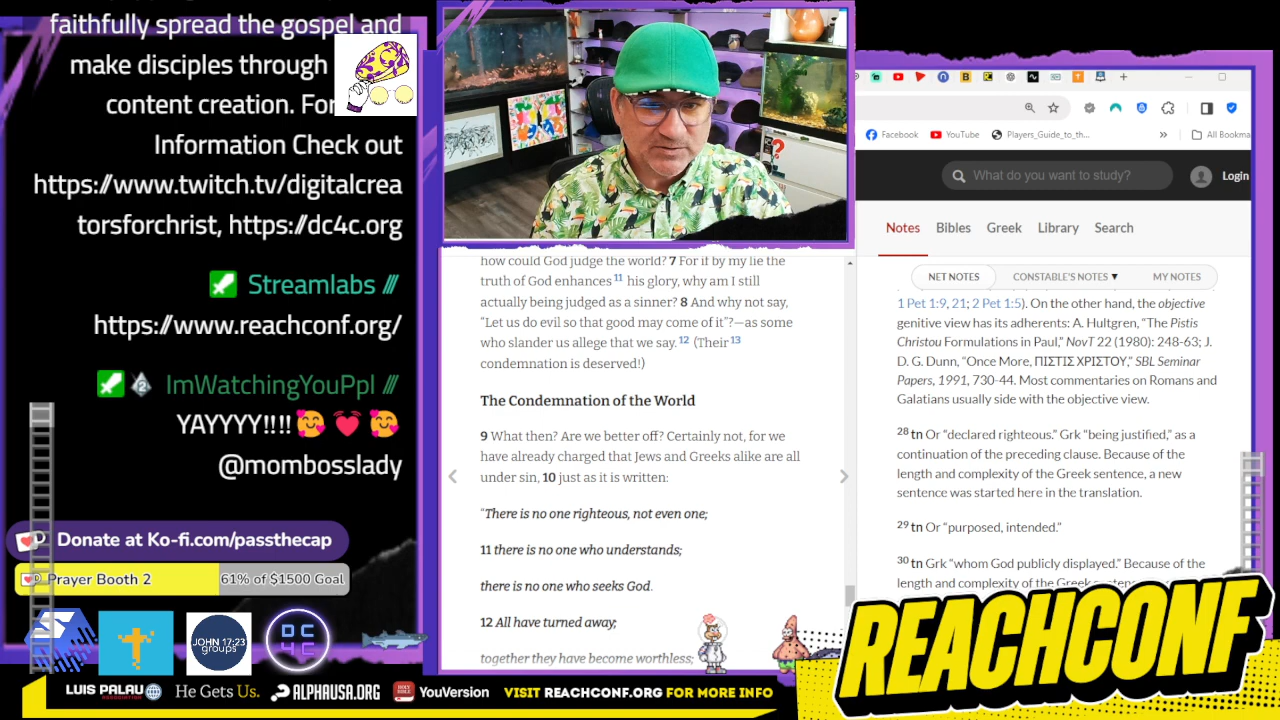 faithfully spread the gospel and
make disciples through
content creation. For
Information Check out
https://www.twitch.tv/digitalcrea
torsforchrist, https://dc4c.org
Streamlabs
https://www.reachconf.org/
2
ImWatchingYouPpl
YAYYYY!!!!🥰 💓 🥰
@mombosslady
Donate at Ko-fi.com/passthecap
Prayer Booth 2 61% of $1500 Goal
JOHN 17:23
groups
DC
4C
how could God judge the world? 7 For if by my lie the
truth of God enhances 11 his glory, why am I still
actually being judged as a sinner? 8 And why not say,
“Let us do evil so that good may come of it”?—as some
who slander us allege that we say. 12 (Their 13
condemnation is deserved!)
The Condemnation of the World
9 What then? Are we better off? Certainly not, for we
have already charged that Jews and Greeks alike are all
under sin, 10 just as it is written:
“There is no one righteous, not even one;
11 there is no one who understands;
there is no one who seeks God.
12 All have turned away;
together they have become worthless;
Facebook YouTube Players_Guide_to_th... » All Bookma
What do you want to study? Login
Notes Bibles Greek Library Search
NET NOTES CONSTABLE'S NOTES ▼ MY NOTES
1 Pet 1:9, 21; 2 Pet 1:5). On the other hand, the objective
genitive view has its adherents: A. Hultgren, “The Pistis
Christou Formulations in Paul,” NovT 22 (1980): 248-63; J.
D. G. Dunn, “Once More, ΠΙΣΤΙΣ ΧΡΙΣΤΟΥ,” SBL Seminar
Papers, 1991, 730-44. Most commentaries on Romans and
Galatians usually side with the objective view.
28 tn Or “declared righteous.” Grk “being justified,” as a
continuation of the preceding clause. Because of the
length and complexity of the Greek sentence, a new
sentence was started here in the translation.
29 tn Or “purposed, intended.”
30 tn Grk “whom God publicly displayed.” Because of the
length and complexity of the Greek sentence, a new
REACHCONF
LUIS PALAU
He Gets Us.
ALPHAUSA.ORG
HOLY BIBLE
YouVersion
VISIT REACHCONF.ORG FOR MORE INFO